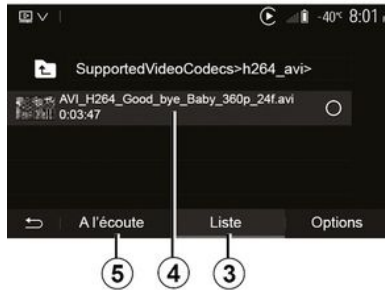 -40°C 8:01
SupportedVideoCodecs>h264_avi>
AVI_H264_Good_bye_Baby_360p_24f.avi
0:03:47
A l'écoute Liste Options
5 4 3